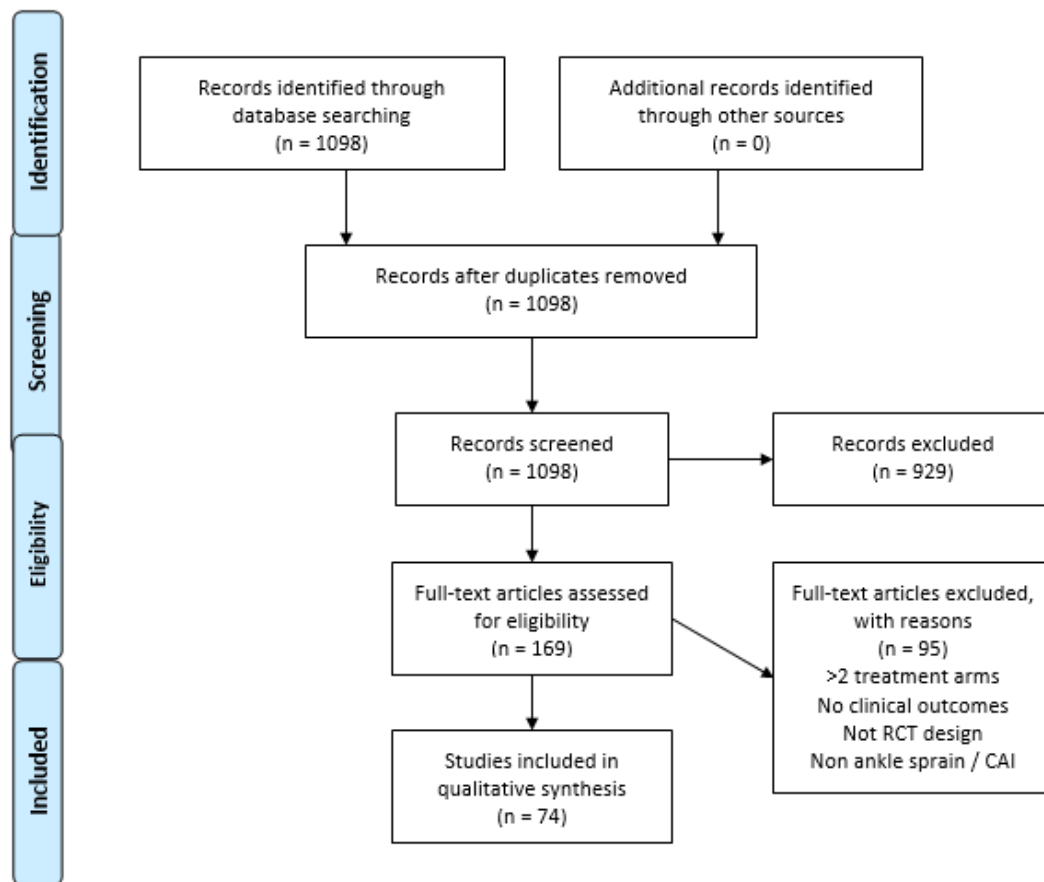 Identification
Records identified through
database searching
(n = 1098)
Additional records identified
through other sources
(n = 0)
Screening
Records after duplicates removed
(n = 1098)
Records screened
(n = 1098)
Records excluded
(n = 929)
Eligibility
Full-text articles assessed
for eligibility
(n = 169)
Full-text articles excluded,
with reasons
(n = 95)
>2 treatment arms
No clinical outcomes
Not RCT design
Non ankle sprain / CAI
Included
Studies included in
qualitative synthesis
(n = 74)